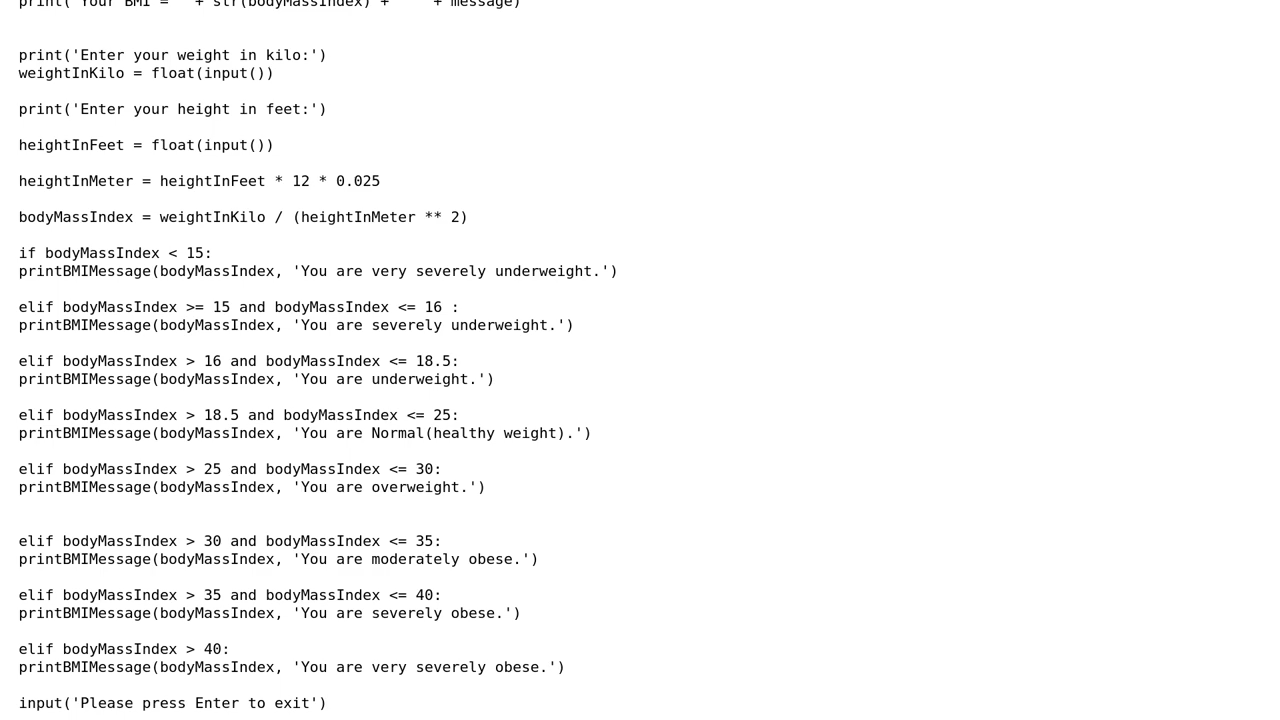 print('Your BMI = ' + str(bodyMassIndex) + ' ' + message)
print('Enter your weight in kilo:')
weightInKilo = float(input())
print('Enter your height in feet:')
heightInFeet = float(input())
heightInMeter = heightInFeet * 12 * 0.025
bodyMassIndex = weightInKilo / (heightInMeter ** 2)
if bodyMassIndex < 15:
printBMIMessage(bodyMassIndex, 'You are very severely underweight.')
elif bodyMassIndex >= 15 and bodyMassIndex <= 16 :
printBMIMessage(bodyMassIndex, 'You are severely underweight.')
elif bodyMassIndex > 16 and bodyMassIndex <= 18.5:
printBMIMessage(bodyMassIndex, 'You are underweight.')
elif bodyMassIndex > 18.5 and bodyMassIndex <= 25:
printBMIMessage(bodyMassIndex, 'You are Normal(healthy weight).')
elif bodyMassIndex > 25 and bodyMassIndex <= 30:
printBMIMessage(bodyMassIndex, 'You are overweight.')
elif bodyMassIndex > 30 and bodyMassIndex <= 35:
printBMIMessage(bodyMassIndex, 'You are moderately obese.')
elif bodyMassIndex > 35 and bodyMassIndex <= 40:
printBMIMessage(bodyMassIndex, 'You are severely obese.')
elif bodyMassIndex > 40:
printBMIMessage(bodyMassIndex, 'You are very severely obese.')
input('Please press Enter to exit')